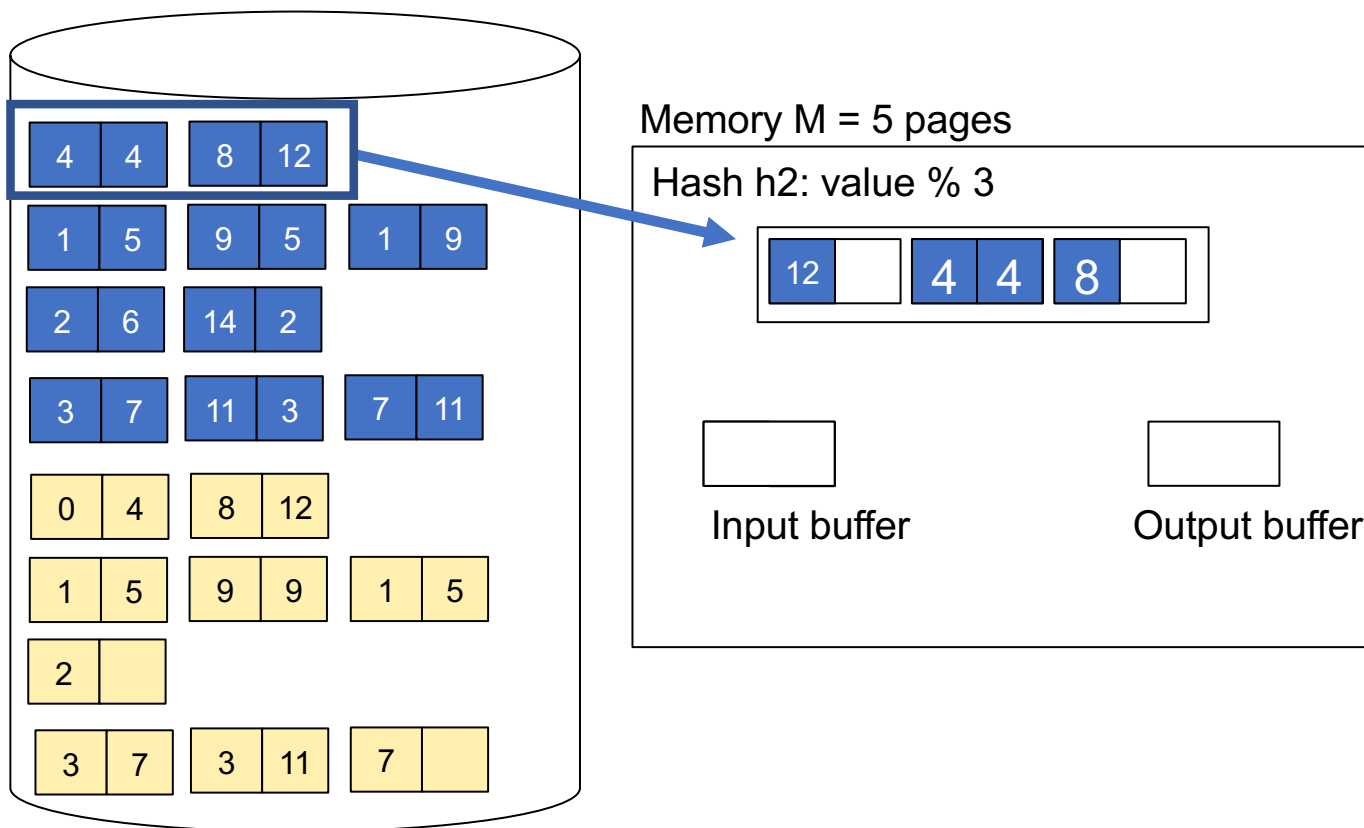 Memory M = 5 pages
Hash h2: value % 3
4 4 8 12
12 4 4 8
1 5 9 5 1 9
2 6 14 2
3 7 11 3 7 11
0 4 8 12
Input buffer Output buffer
1 5 9 9 1 5
2
3 7 3 11 7